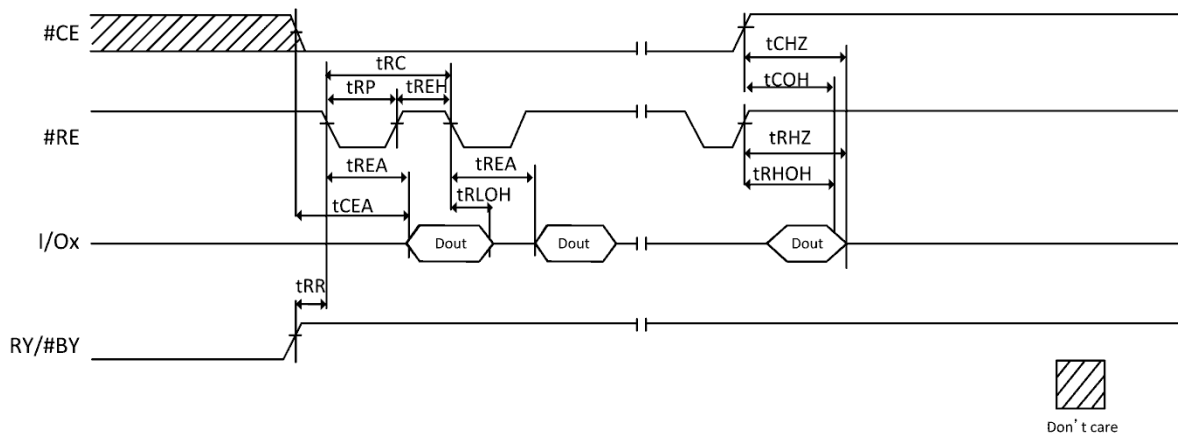 #CE
tCHZ
tRC
tCOH
tRP
tREH
#RE
tRHZ
tREA
tREA
tRHOH
tRLOH
tCEA
I/Ox
Dout
Dout
Dout
tRR
RY/#BY
Don't care